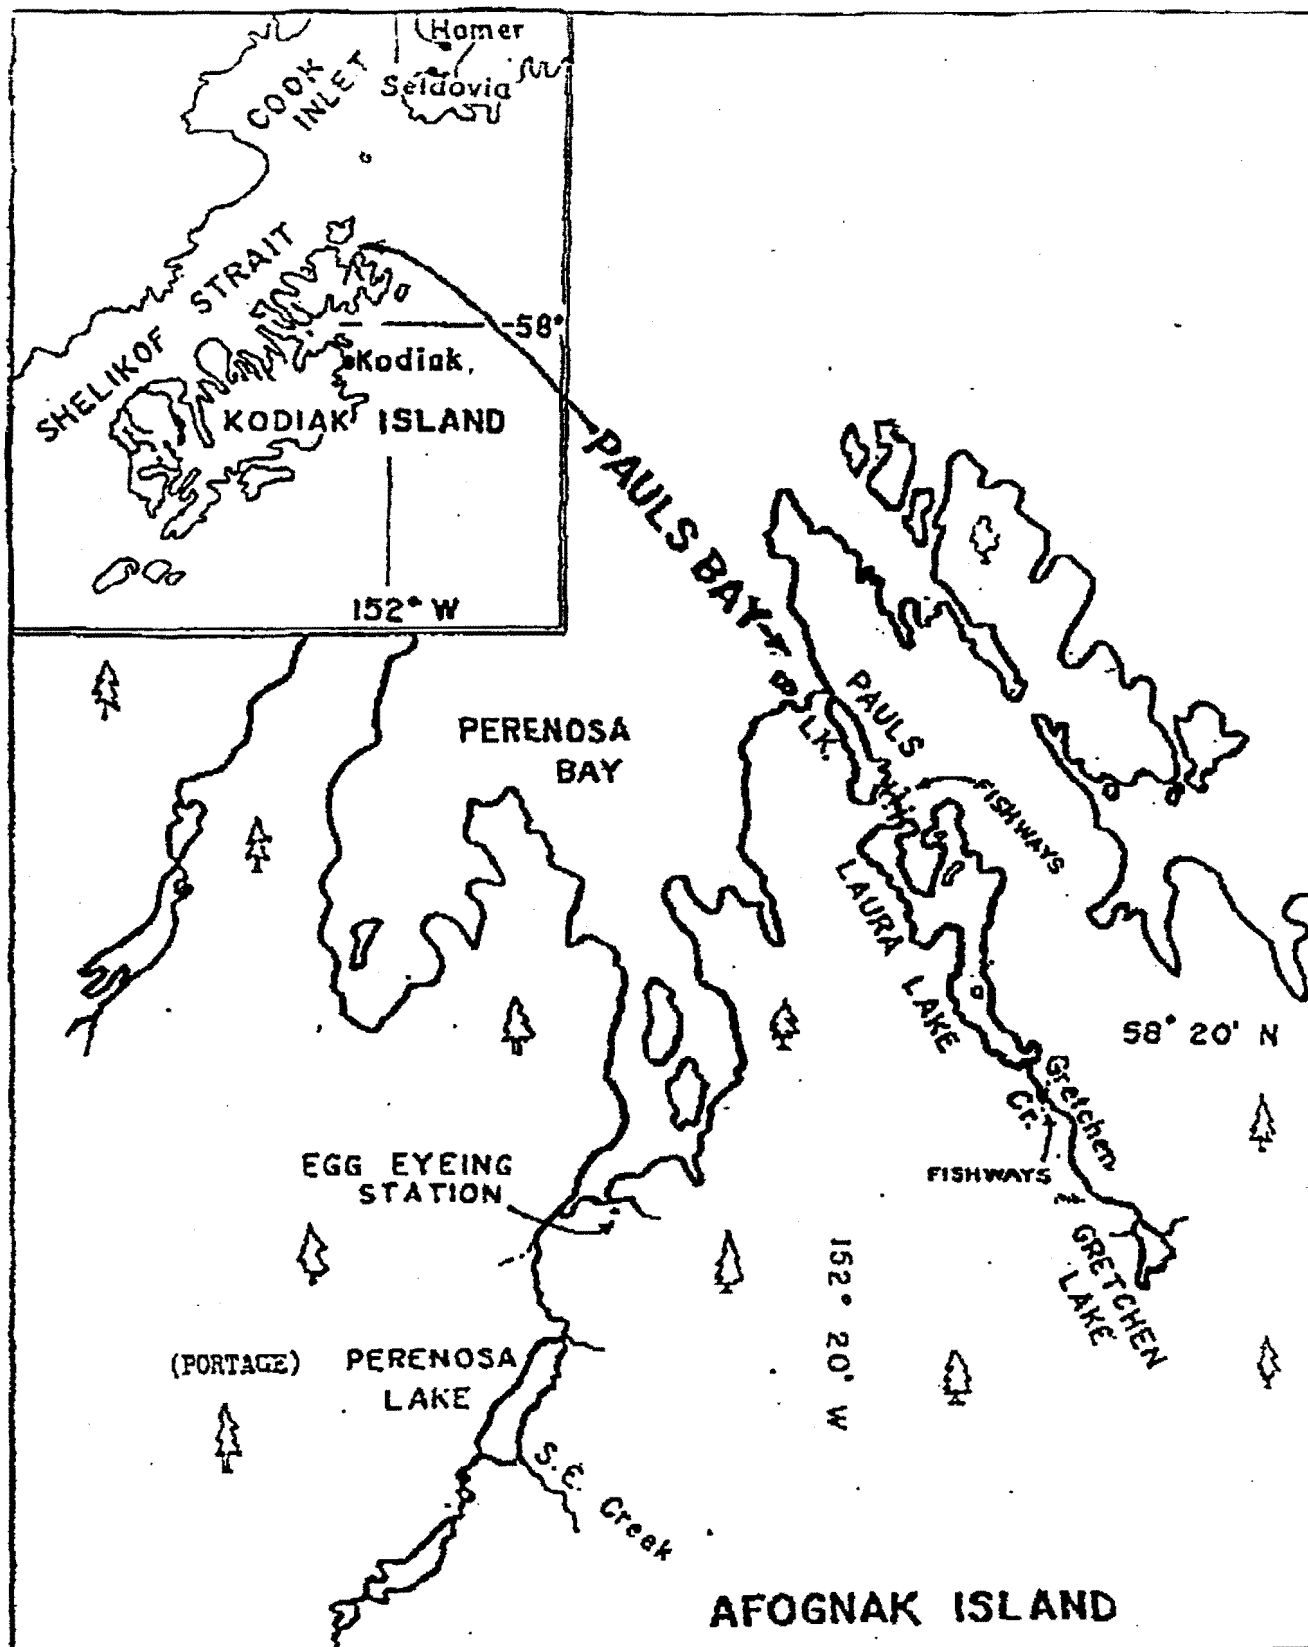 Homer
Seldovia
COOK
INLET
SHELIKOF STRAIT
58°
Kodiak
KODIAK ISLAND
152° W
PAULS BAY
PERENOSA
BAY
PAULS
LK.
FISHWAYS
LAURA
LAKE
58° 20' N
Gretchen
Cr.
FISHWAYS
EGG EYEING
STATION
GRETCHEN
LAKE
152° 20' W
(PORTAGE)
PERENOSA
LAKE
S.E. Creek
AFOGNAK ISLAND